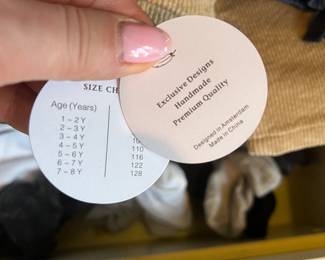 SIZE CH
Age (Years)
1 – 2 Y
2 – 3 Y
3 – 4 Y
4 – 5 Y
5 – 6 Y
6 – 7 Y
7 – 8 Y
110
116
122
128
Exclusive Designs
Handmade
Premium Quality
Designed in Amsterdam
Made in China